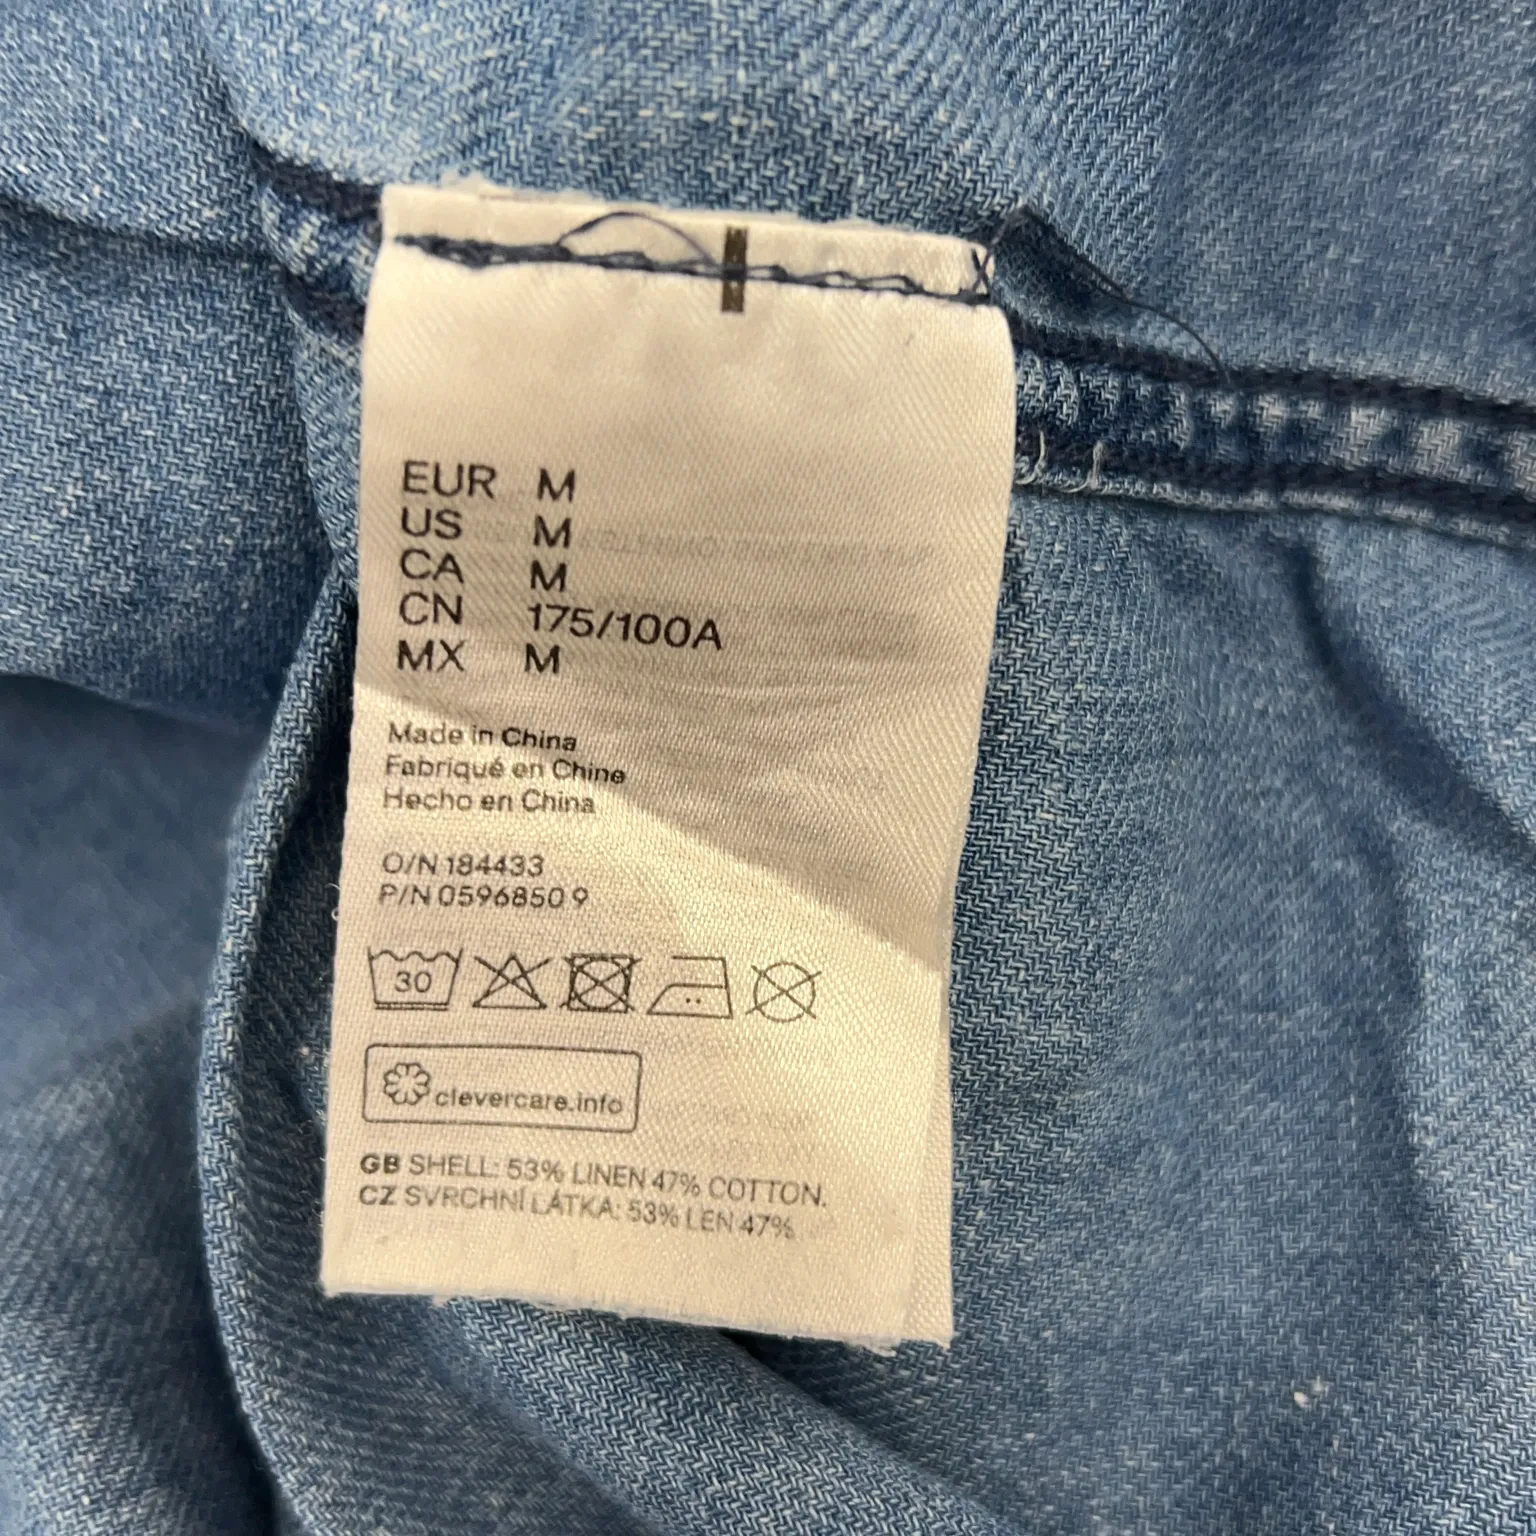 EUR M
US M
CA M
CN 175/100A
MX M
Made in China
Fabriqué en Chine
Hecho en China
O/N 184433
P/N 0596850 9
30
clevercare.info
GB SHELL: 53% LINEN 47% COTTON.
CZ SVRCHNÍ LÁTKA: 53% LEN 47%